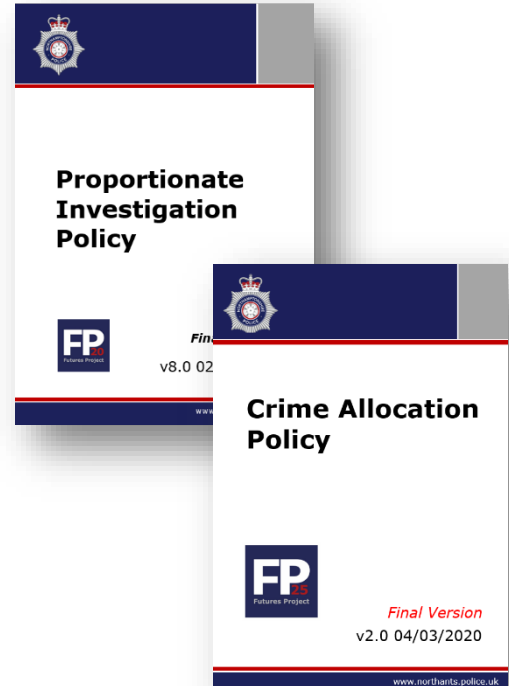 Proportionate
Investigation
Policy
FP
20
Futures Project
v8.0 02
Crime Allocation
Policy
FP
25
Futures Project
Final Version
v2.0 04/03/2020
www.northants.police.uk